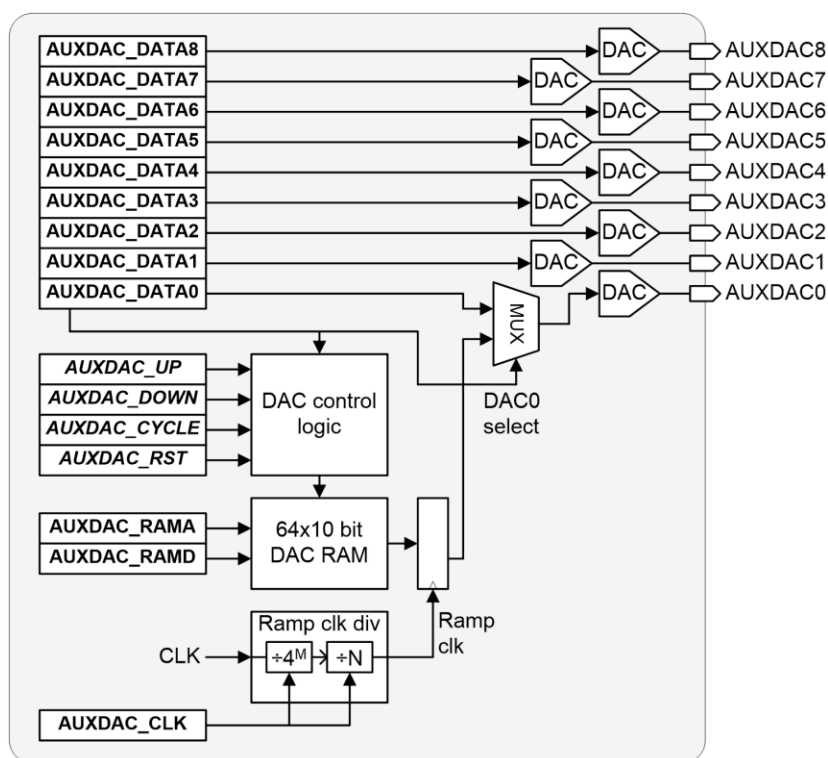 AUXDAC_DATA8 DAC AUXDAC8
AUXDAC_DATA7 DAC AUXDAC7
AUXDAC_DATA6 DAC AUXDAC6
AUXDAC_DATA5 DAC AUXDAC5
AUXDAC_DATA4 DAC AUXDAC4
AUXDAC_DATA3 DAC AUXDAC3
AUXDAC_DATA2 DAC AUXDAC2
AUXDAC_DATA1 DAC AUXDAC1
AUXDAC_DATA0 MUX DAC AUXDAC0
AUXDAC_UP
AUXDAC_DOWN
AUXDAC_CYCLE
AUXDAC_RST
DAC control
logic
DAC0
select
AUXDAC_RAMA
AUXDAC_RAMD
64x10 bit
DAC RAM
Ramp clk div
Ramp
clk
CLK
÷4ᴹ
÷N
AUXDAC_CLK